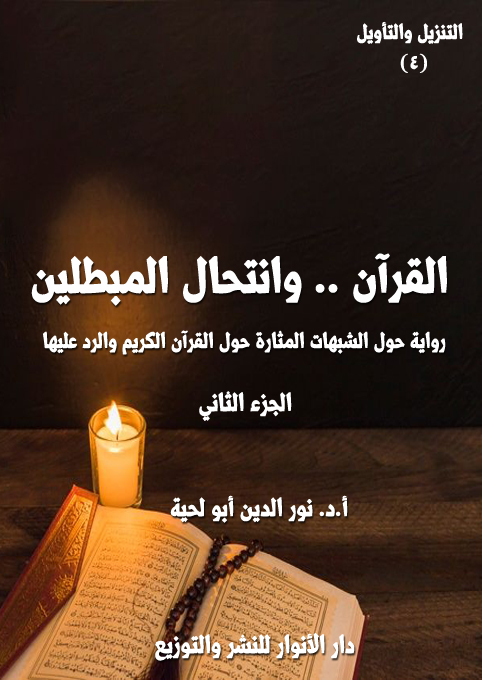 التنزيل والتأويل
(٤)
القرآن .. وانتحال المبطلين
رواية حول الشبهات المثارة حول القرآن الكريم والرد عليها
الجزء الثاني
أ.د. نور الدين أبو لحية
دار الأنوار للنشر والتوزيع